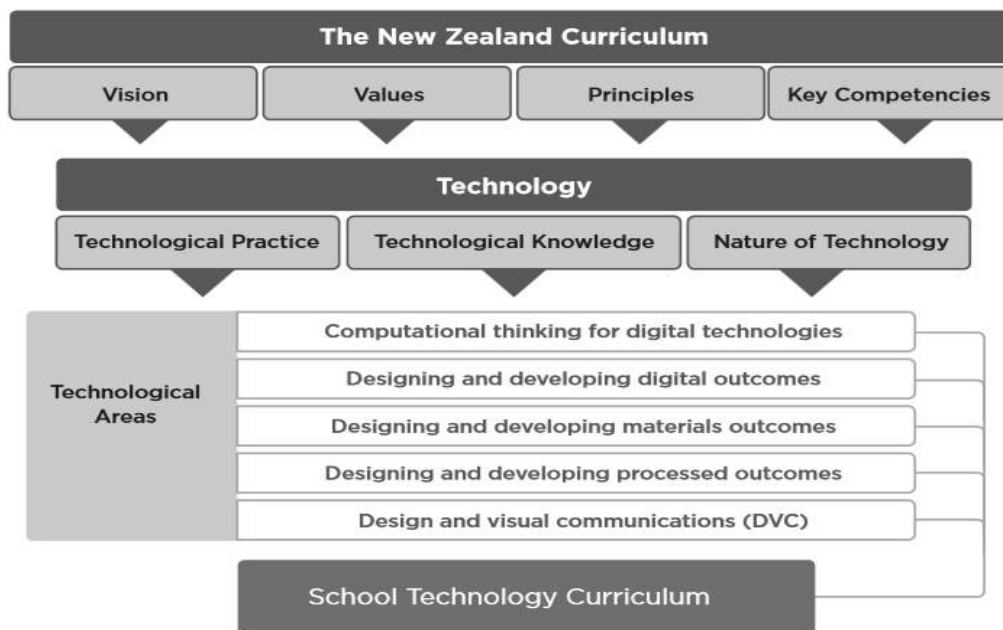 The New Zealand Curriculum
Vision
Values
Principles
Key Competencies
Technology
Technological Practice
Technological Knowledge
Nature of Technology
Technological
Areas
Computational thinking for digital technologies
Designing and developing digital outcomes
Designing and developing materials outcomes
Designing and developing processed outcomes
Design and visual communications (DVC)
School Technology Curriculum